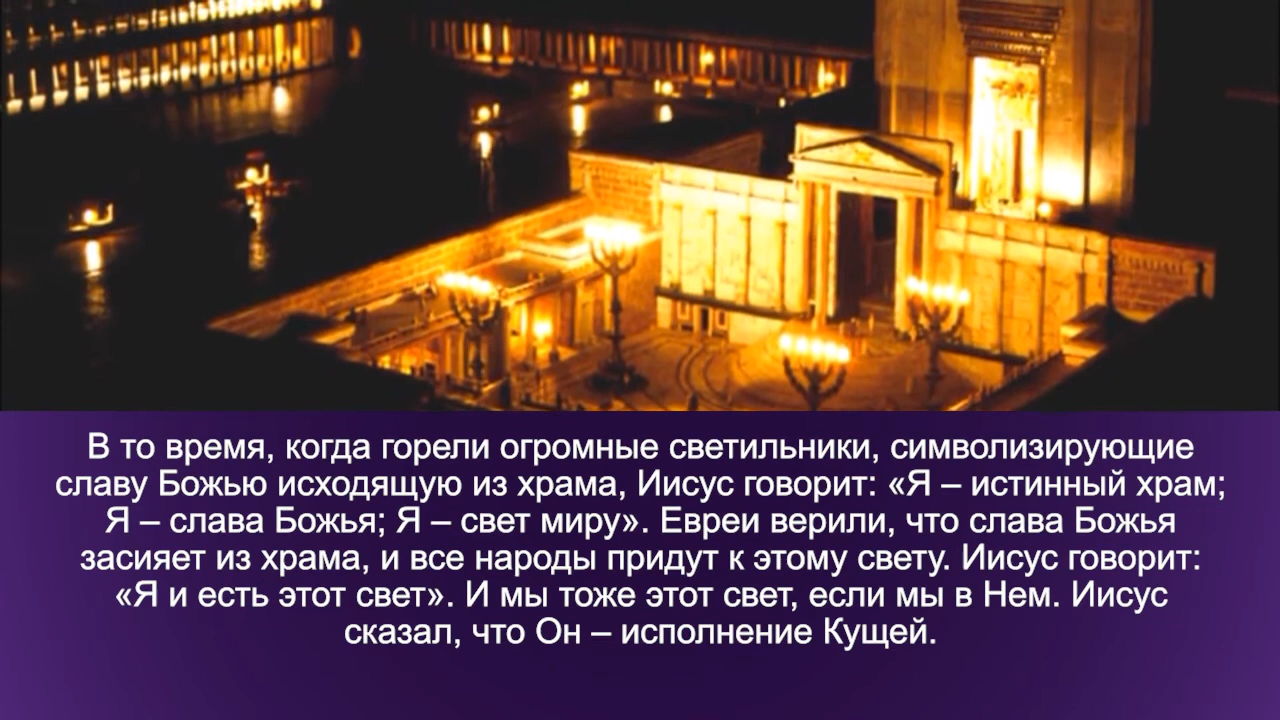 В то время, когда горели огромные светильники, символизирующие
славу Божью исходящую из храма, Иисус говорит: «Я – истинный храм;
Я – слава Божья; Я – свет миру». Евреи верили, что слава Божья
засияет из храма, и все народы придут к этому свету. Иисус говорит:
«Я и есть этот свет». И мы тоже этот свет, если мы в Нем. Иисус
сказал, что Он – исполнение Кущей.